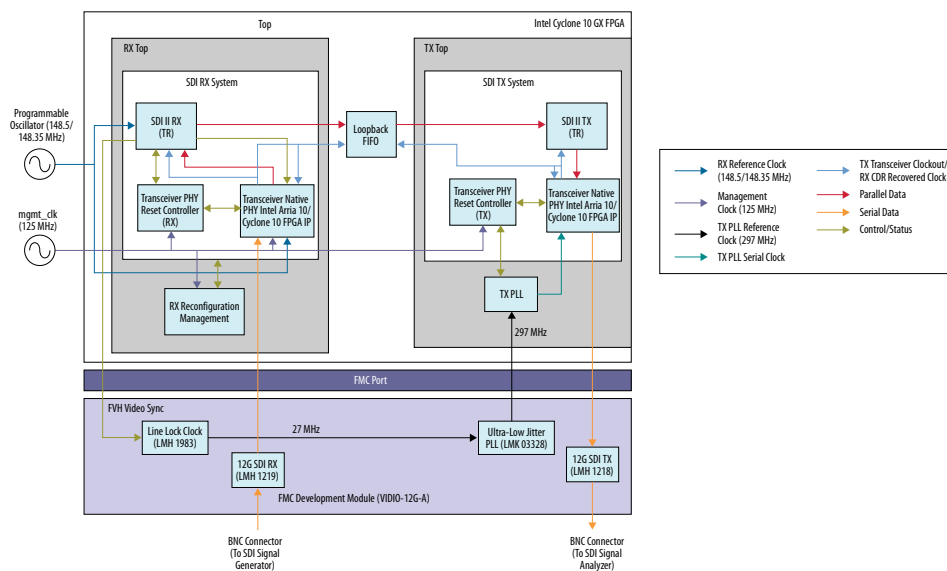 Top
Intel Cyclone 10 GX FPGA
RX Top
TX Top
SDI RX System
SDI TX System
Programmable
Oscillator (148.5/
148.35 MHz)
SDI II RX
(TR)
Loopback
FIFO
SDI II TX
(TR)
mgmt_clk
(125 MHz)
Transceiver PHY
Reset Controller
(RX)
Transceiver Native
PHY Intel Arria 10/
Cyclone 10 FPGA IP
Transceiver PHY
Reset Controller
(TX)
Transceiver Native
PHY Intel Arria 10/
Cyclone 10 FPGA IP
RX Reconfiguration
Management
TX PLL
297 MHz
RX Reference Clock
(148.5/148.35 MHz)
Management
Clock (125 MHz)
TX PLL Reference
Clock (297 MHz)
TX PLL Serial Clock
TX Transceiver Clockout/
RX CDR Recovered Clock
Parallel Data
Serial Data
Control/Status
FMC Port
FVH Video Sync
Line Lock Clock
(LMH 1983)
27 MHz
Ultra-Low Jitter
PLL (LMK 03328)
12G SDI RX
(LMH 1219)
12G SDI TX
(LMH 1218)
FMC Development Module (VIDIO-12G-A)
BNC Connector
(To SDI Signal
Generator)
BNC Connector
(To SDI Signal
Analyzer)